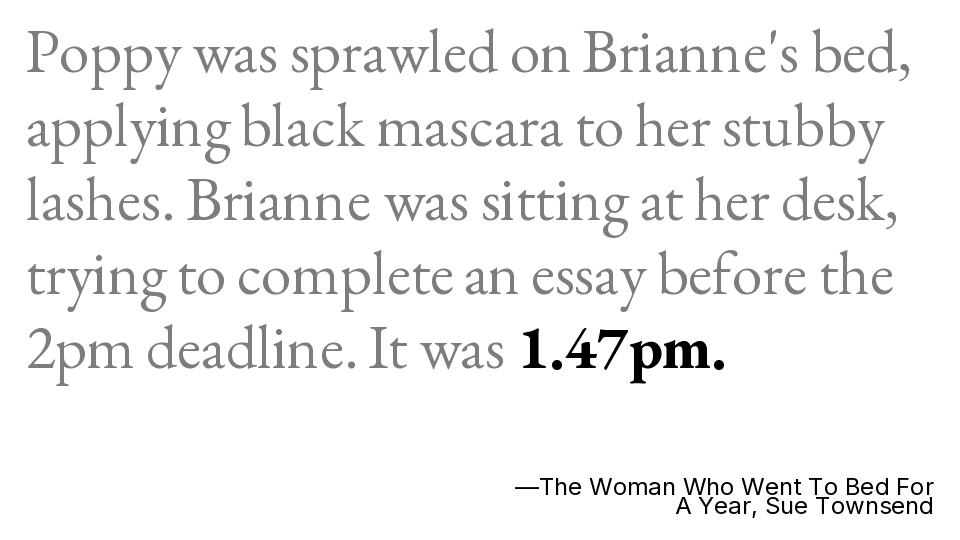 Poppy was sprawled on Brianne's bed,
applying black mascara to her stubby
lashes. Brianne was sitting at her desk,
trying to complete an essay before the
2pm deadline. It was 1.47pm.
—The Woman Who Went To Bed For
A Year, Sue Townsend